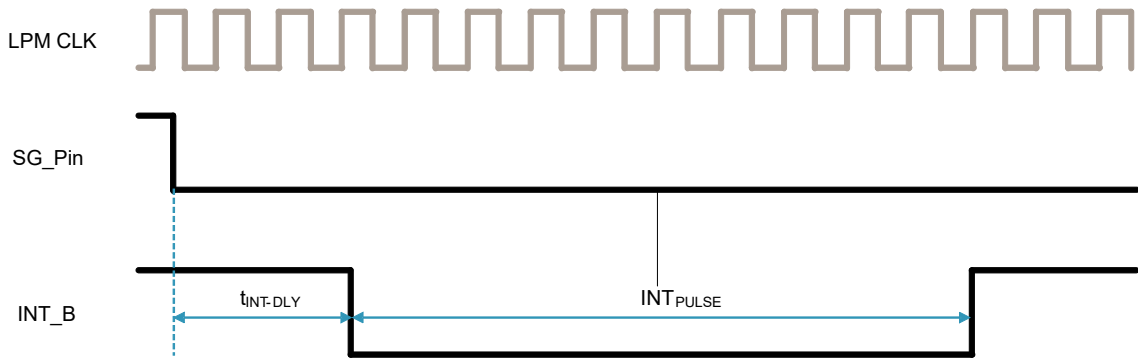 LPM CLK
SG_Pin
INT_B
tINT-DLY
INTPULSE